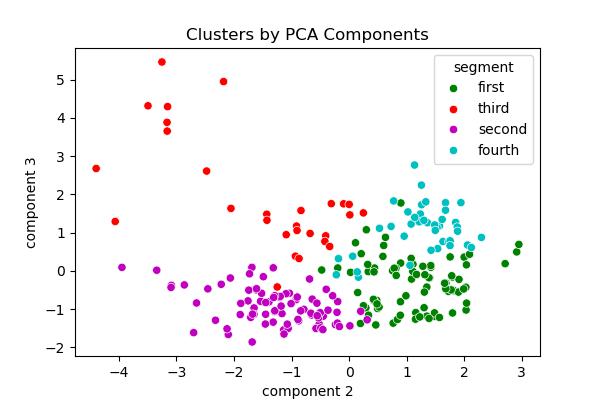 Clusters by PCA Components
segment
first
third
second
fourth
component 3
5
4
3
2
1
0
−1
−2
−4
−3
−2
−1
0
1
2
3
component 2